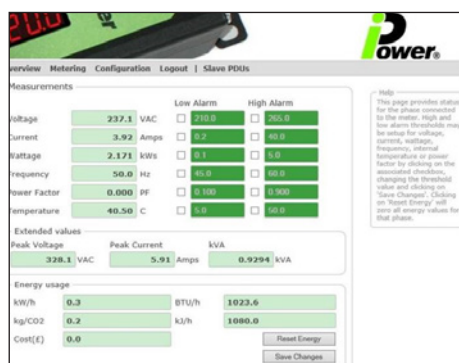 20.0
iPower®
verview Metering Configuration Logout | Slave PDUs
Measurements
Low Alarm High Alarm
oltage 237.1 VAC 210.0 265.0
urrent 3.92 Amps 0.2 40.0
attage 2.171 kWs 0.1 5.0
requency 50.0 Hz 45.0 60.0
ower Factor 0.000 PF 0.100 0.900
emperature 40.50 C 5.0 50.0
Extended values
Peak Voltage Peak Current kVA
328.1 VAC 5.91 Amps 0.9294 kVA
Energy usage
kW/h 0.3 BTU/h 1023.6
kg/CO2 0.2 kJ/h 1080.0
Cost(£) 0.0 Reset Energy
Save Changes
Help
This page provides status
for the phase connected
to the meter. High and
low alarm thresholds may
be setup for voltage,
current, wattage,
frequency, internal
temperature or power
factor by clicking on the
associated checkbox,
changing the threshold
value and clicking on
'Save Changes'. Clicking
on 'Reset Energy' will
zero all energy values for
that phase.